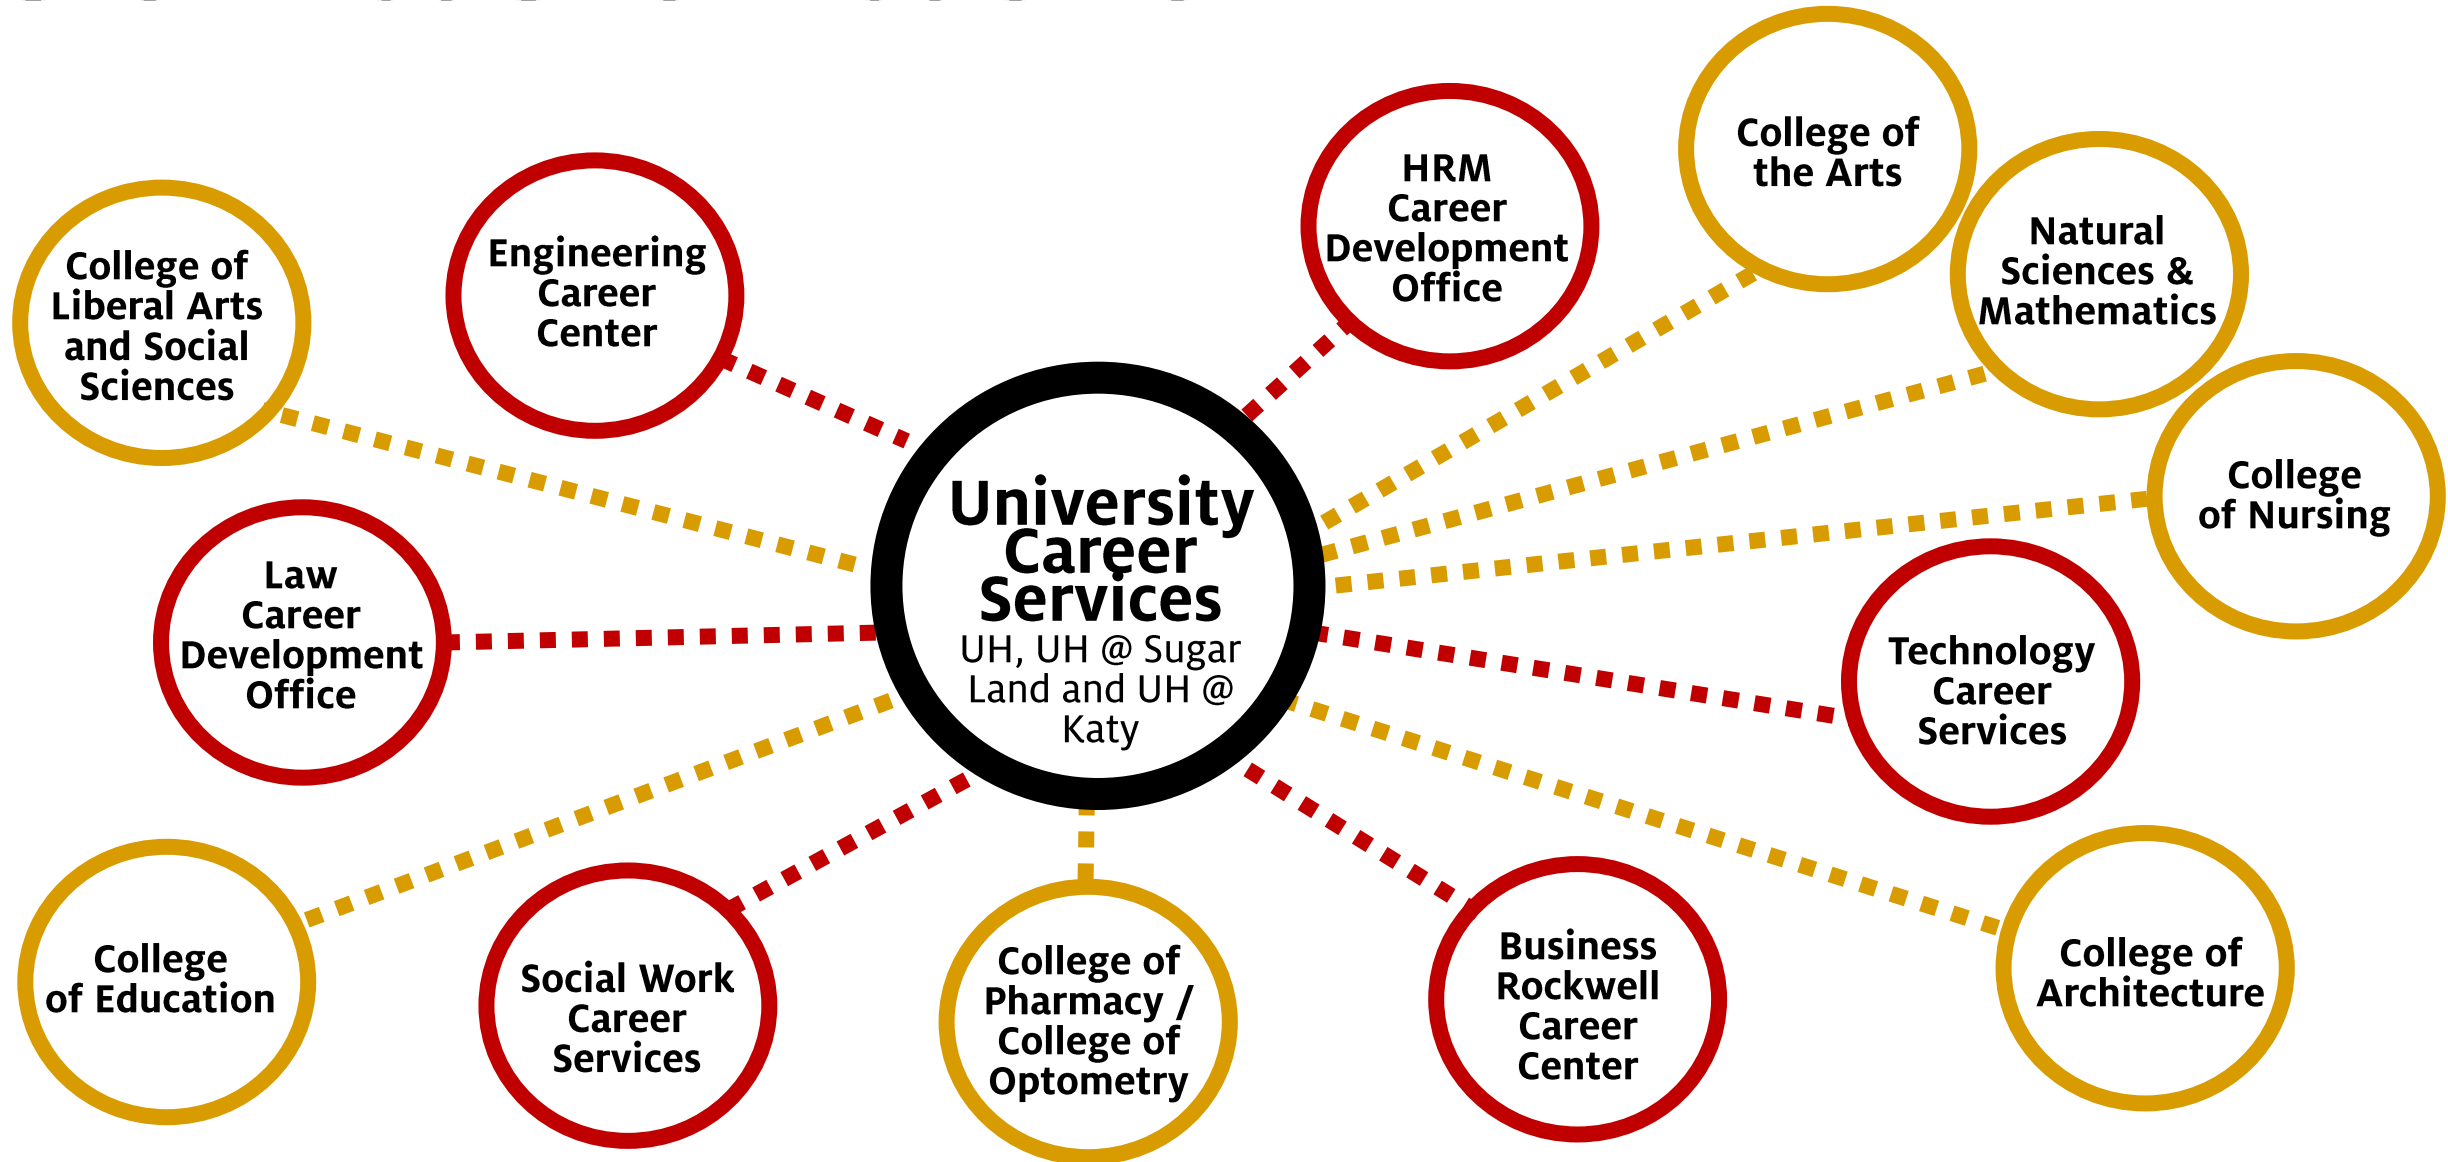 College of
the Arts
HRM
Career
Development
Office
Natural
Sciences &
Mathematics
Engineering
Career
Center
College of
Liberal Arts
and Social
Sciences
College
of Nursing
University
Career
Services
UH, UH @ Sugar
Land and UH @
Katy
Law
Career
Development
Office
Technology
Career
Services
College
of Education
Social Work
Career
Services
College of
Pharmacy /
College of
Optometry
Business
Rockwell
Career
Center
College of
Architecture